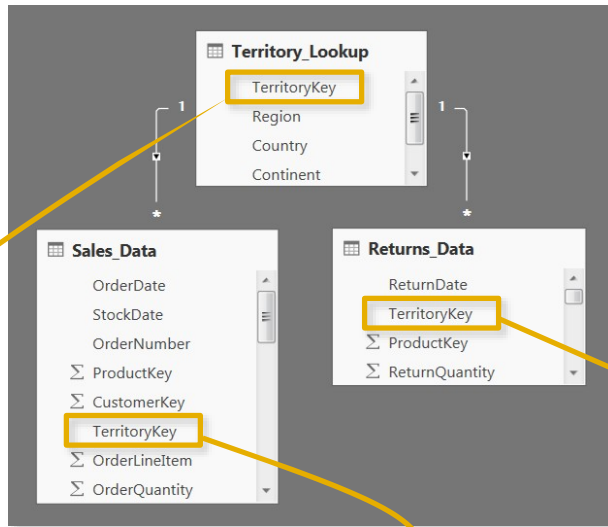 Territory_Lookup
TerritoryKey
1
1
Region
Country
Continent
*
*
Sales_Data
OrderDate
StockDate
OrderNumber
Σ ProductKey
Σ CustomerKey
TerritoryKey
Σ OrderLineItem
Σ OrderQuantity
Returns_Data
ReturnDate
TerritoryKey
Σ ProductKey
Σ ReturnQuantity